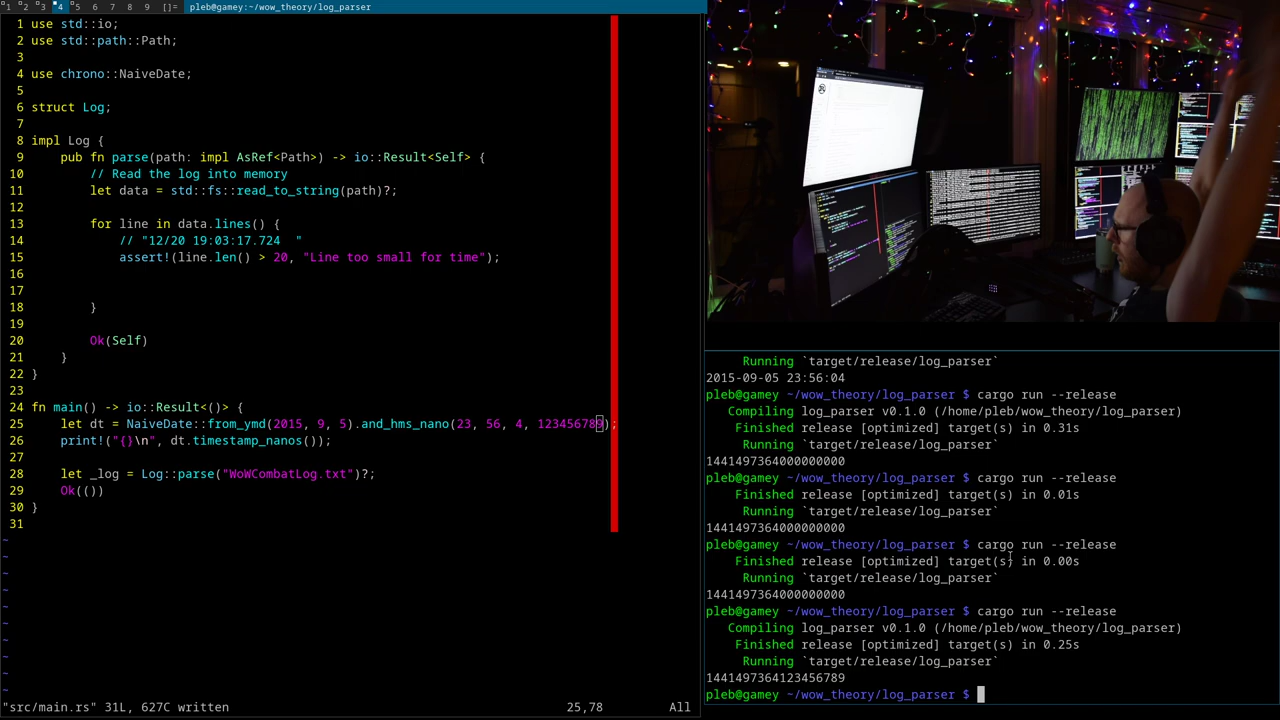 1 2 3 4 5 6 7 8 9 []= pleb@gamey:~/wow_theory/log_parser
1 use std::io;
2 use std::path::Path;
3
4 use chrono::NaiveDate;
5
6 struct Log;
7
8 impl Log {
9 pub fn parse(path: impl AsRef<Path>) -> io::Result<Self> {
10 // Read the log into memory
11 let data = std::fs::read_to_string(path)?;
12
13 for line in data.lines() {
14 // "12/20 19:03:17.724  "
15 assert!(line.len() > 20, "Line too small for time");
16
17
18 }
19
20 Ok(Self)
21 }
22 }
23
24 fn main() -> io::Result<()> {
25 let dt = NaiveDate::from_ymd(2015, 9, 5).and_hms_nano(23, 56, 4, 123456789);
26 print!("{}\n", dt.timestamp_nanos());
27
28 let _log = Log::parse("WoWCombatLog.txt")?;
29 Ok(())
30 }
31
~
~
~
~
~
~
~
~
~
~
"src/main.rs" 31L, 627C written 25,78 All
Running `target/release/log_parser`
2015-09-05 23:56:04
pleb@gamey ~/wow_theory/log_parser $ cargo run --release
Compiling log_parser v0.1.0 (/home/pleb/wow_theory/log_parser)
Finished release [optimized] target(s) in 0.31s
Running `target/release/log_parser`
1441497364000000000
pleb@gamey ~/wow_theory/log_parser $ cargo run --release
Finished release [optimized] target(s) in 0.01s
Running `target/release/log_parser`
1441497364000000000
pleb@gamey ~/wow_theory/log_parser $ cargo run --release
Finished release [optimized] target(s) in 0.00s
Running `target/release/log_parser`
1441497364000000000
pleb@gamey ~/wow_theory/log_parser $ cargo run --release
Compiling log_parser v0.1.0 (/home/pleb/wow_theory/log_parser)
Finished release [optimized] target(s) in 0.25s
Running `target/release/log_parser`
1441497364123456789
pleb@gamey ~/wow_theory/log_parser $